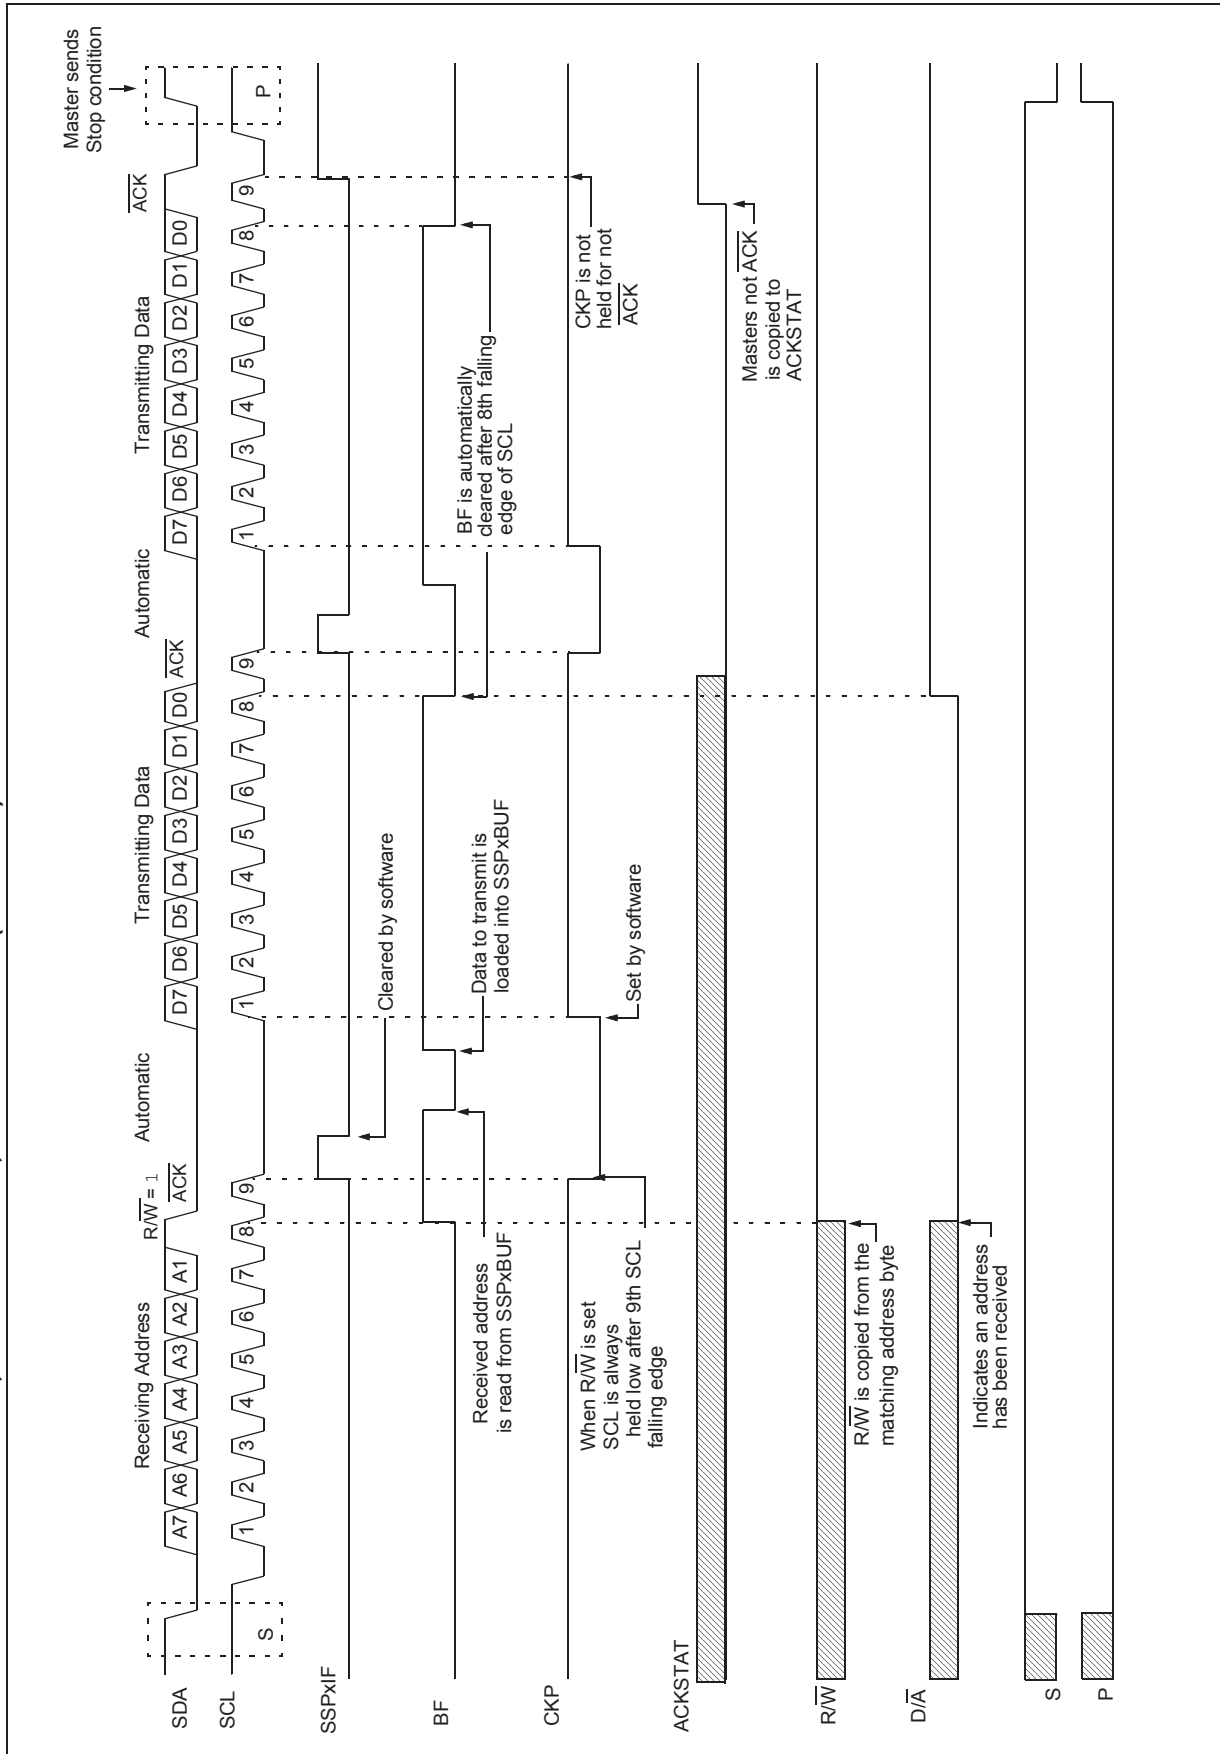 Master sends
Stop condition
Receiving Address
R/W = 1
ACK
Automatic
Transmitting Data
ACK
Automatic
Transmitting Data
ACK
SDA
A7 A6 A5 A4 A3 A2 A1
D7 D6 D5 D4 D3 D2 D1 D0
D7 D6 D5 D4 D3 D2 D1 D0
SCL
1 2 3 4 5 6 7 8 9
1 2 3 4 5 6 7 8 9
1 2 3 4 5 6 7 8 9
S
P
SSPxIF
Cleared by software
BF
Received address
is read from SSPxBUF
Data to transmit is
loaded into SSPxBUF
BF is automatically
cleared after 8th falling
edge of SCL
CKP
When R/W is set
SCL is always
held low after 9th SCL
falling edge
Set by software
CKP is not
held for not
ACK
ACKSTAT
Masters not ACK
is copied to
ACKSTAT
R/W
R/W is copied from the
matching address byte
D/A
Indicates an address
has been received
S
P